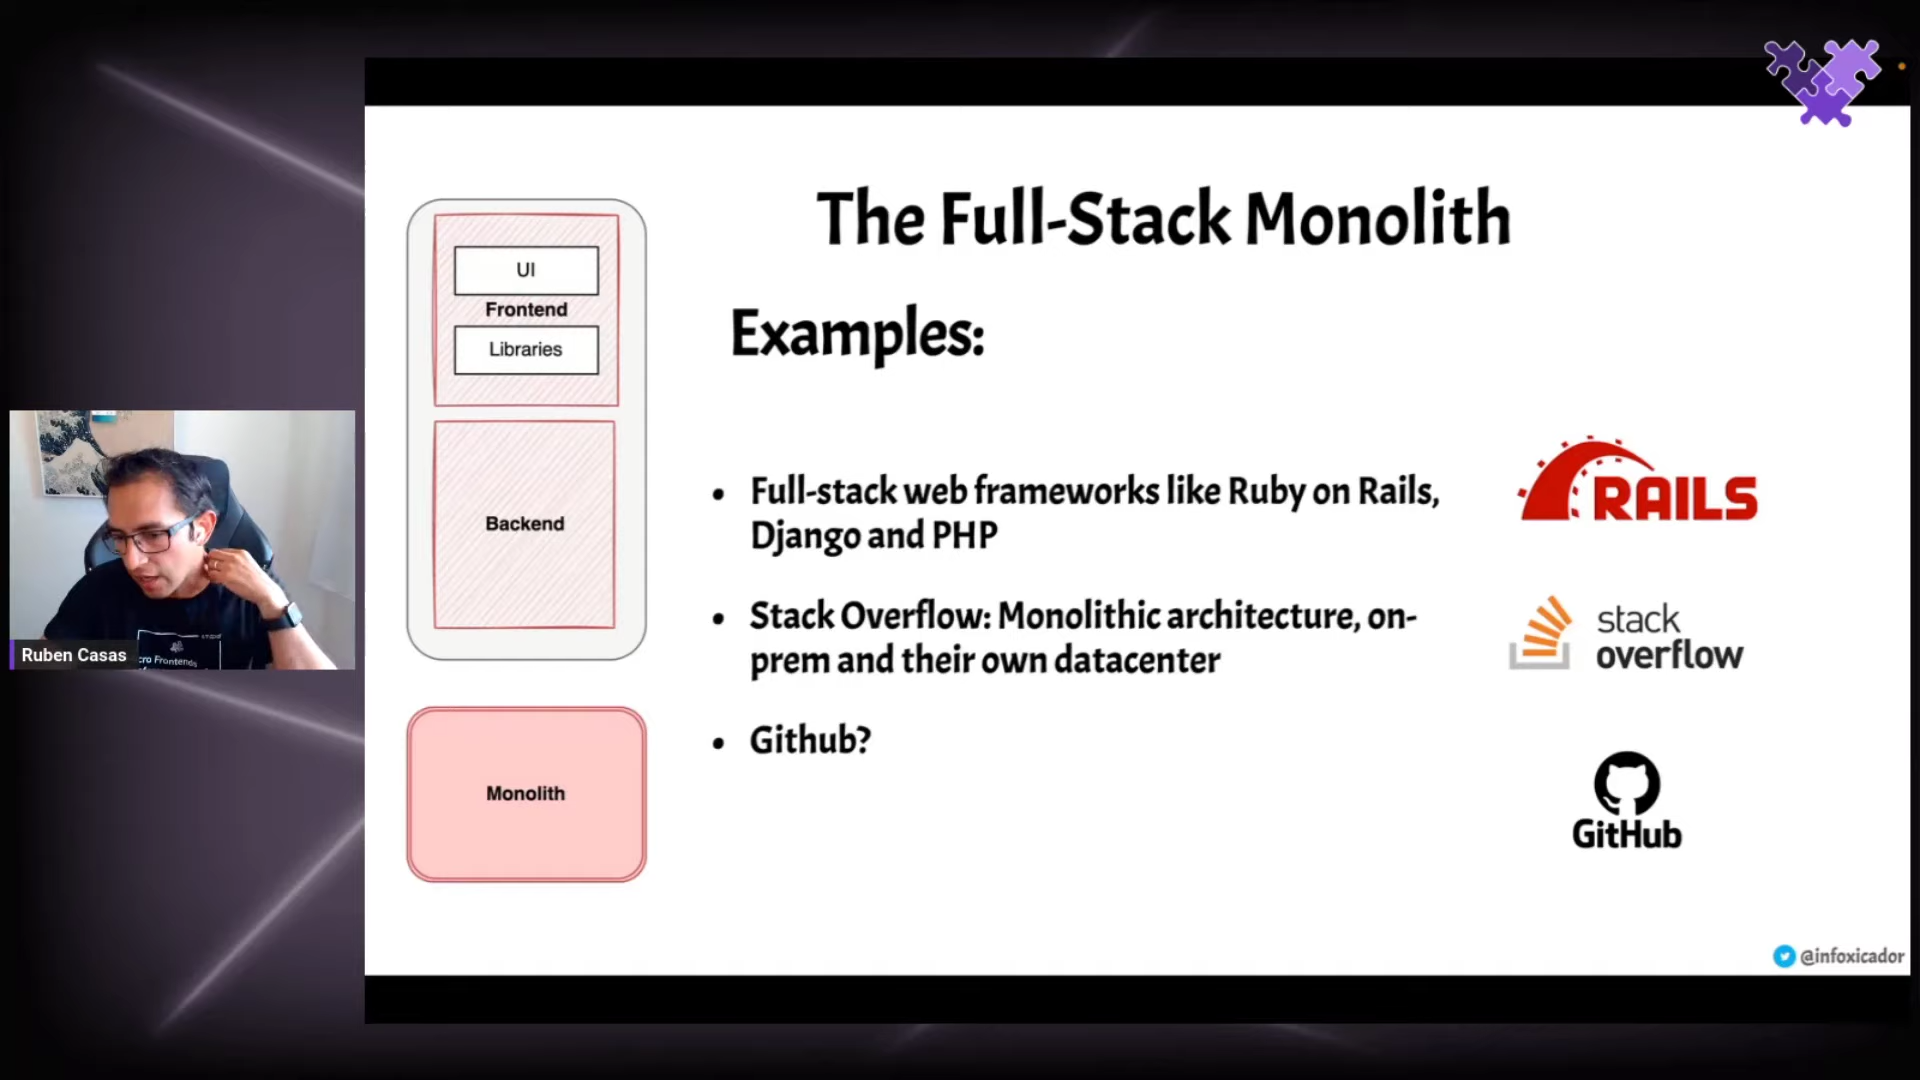 The Full-Stack Monolith
UI
Frontend
Libraries
Backend
Monolith
Examples:
• Full-stack web frameworks like Ruby on Rails,
Django and PHP
• Stack Overflow: Monolithic architecture, on-
prem and their own datacenter
• Github?
RAILS
stack
overflow
GitHub
@infoxicador
Ruben Casas
cro Frontends